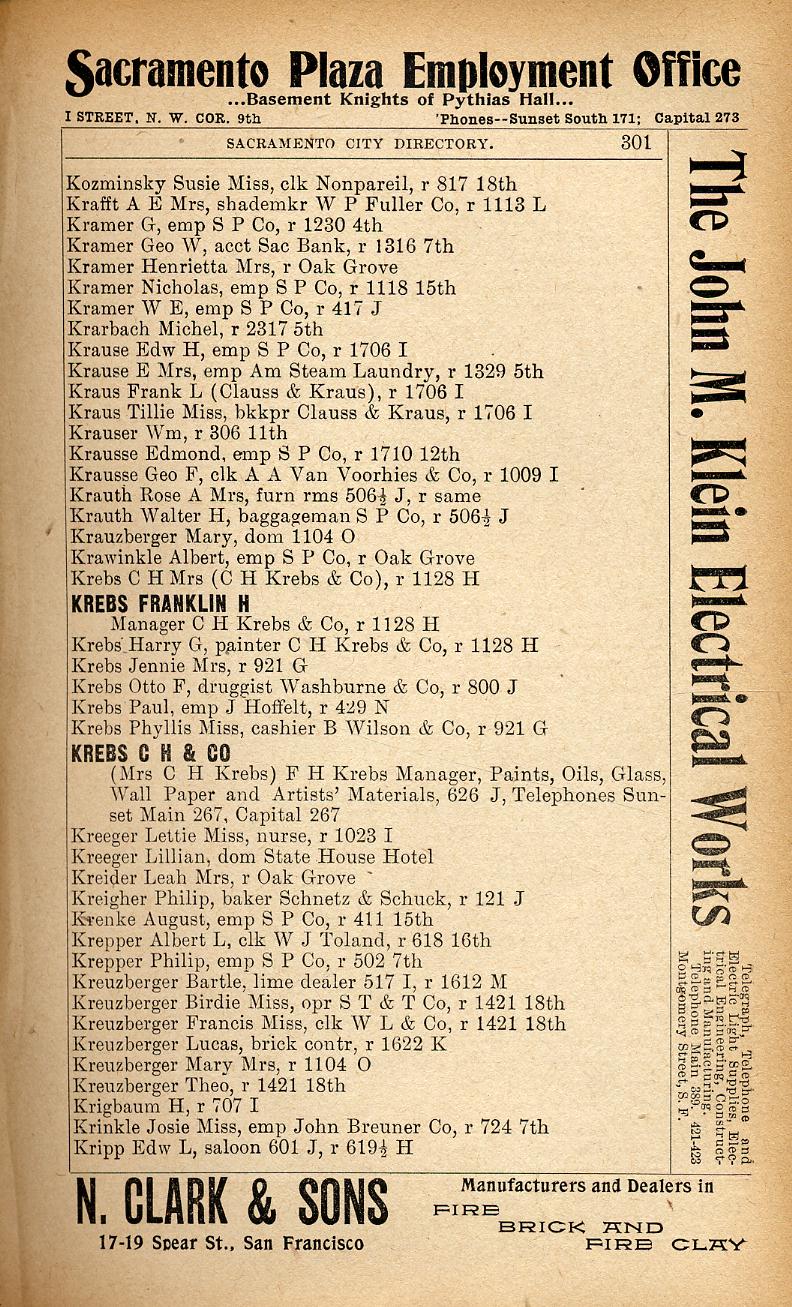 Sacramento Plaza Employment Office
...Basement Knights of Pythias Hall...
I STREET, N. W. COR. 9th 'Phones--Sunset South 171; Capital 273
SACRAMENTO CITY DIRECTORY. 301
Kozminsky Susie Miss, clk Nonpareil, r 817 18th
Krafft A E Mrs, shademkr W P Fuller Co, r 1113 L
Kramer G, emp S P Co, r 1230 4th
Kramer Geo W, acct Sac Bank, r 1316 7th
Kramer Henrietta Mrs, r Oak Grove
Kramer Nicholas, emp S P Co, r 1118 15th
Kramer W E, emp S P Co, r 417 J
Krarbach Michel, r 2317 5th
Krause Edw H, emp S P Co, r 1706 I
Krause E Mrs, emp Am Steam Laundry, r 1329 5th
Kraus Frank L (Clauss & Kraus), r 1706 I
Kraus Tillie Miss, bkkpr Clauss & Kraus, r 1706 I
Krauser Wm, r 306 11th
Krausse Edmond, emp S P Co, r 1710 12th
Krausse Geo F, clk A A Van Voorhies & Co, r 1009 I
Krauth Rose A Mrs, furn rms 506½ J, r same
Krauth Walter H, baggageman S P Co, r 506½ J
Krauzberger Mary, dom 1104 O
Krawinkle Albert, emp S P Co, r Oak Grove
Krebs C H Mrs (C H Krebs & Co), r 1128 H
KREBS FRANKLIN H
Manager C H Krebs & Co, r 1128 H
Krebs Harry G, painter C H Krebs & Co, r 1128 H
Krebs Jennie Mrs, r 921 G
Krebs Otto F, druggist Washburne & Co, r 800 J
Krebs Paul, emp J Hoffelt, r 429 N
Krebs Phyllis Miss, cashier B Wilson & Co, r 921 G
KREBS C H & CO
(Mrs C H Krebs) F H Krebs Manager, Paints, Oils, Glass,
Wall Paper and Artists' Materials, 626 J, Telephones Sun-
set Main 267, Capital 267
Kreeger Lettie Miss, nurse, r 1023 I
Kreeger Lillian, dom State House Hotel
Kreider Leah Mrs, r Oak Grove
Kreigher Philip, baker Schnetz & Schuck, r 121 J
Krenke August, emp S P Co, r 411 15th
Krepper Albert L, clk W J Toland, r 618 16th
Krepper Philip, emp S P Co, r 502 7th
Kreuzberger Bartle, lime dealer 517 I, r 1612 M
Kreuzberger Birdie Miss, opr S T & T Co, r 1421 18th
Kreuzberger Francis Miss, clk W L & Co, r 1421 18th
Kreuzberger Lucas, brick contr, r 1622 K
Kreuzberger Mary Mrs, r 1104 O
Kreuzberger Theo, r 1421 18th
Krigbaum H, r 707 I
Krinkle Josie Miss, emp John Breuner Co, r 724 7th
Kripp Edw L, saloon 601 J, r 619½ H
The John M. Klein Electrical Works
Telegraph, Telephone and
Electric Light Supplies, Elec-
trical Engineering, Construct-
ing and Manufacturing.
Telephone Main 389. 421-423
Montgomery Street, S. F.
N. CLARK & SONS
17-19 Spear St., San Francisco
Manufacturers and Dealers in
FIRE
BRICK AND
FIRE CLAY